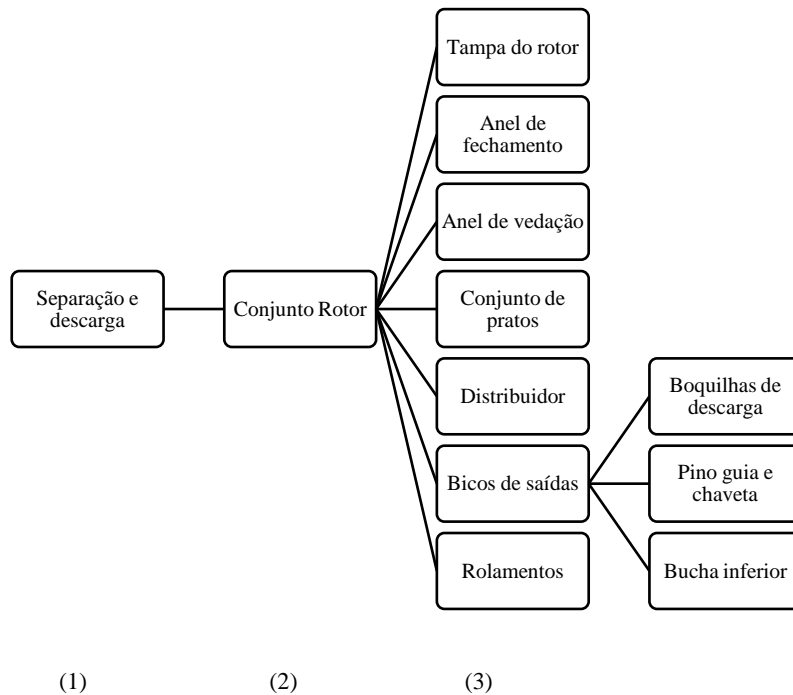 Tampa do rotor
Anel de
fechamento
Anel de vedação
Separação e
descarga
Conjunto Rotor
Conjunto de
pratos
Distribuidor
Boquilhas de
descarga
Bicos de saídas
Pino guia e
chaveta
Rolamentos
Bucha inferior
(1)
(2)
(3)